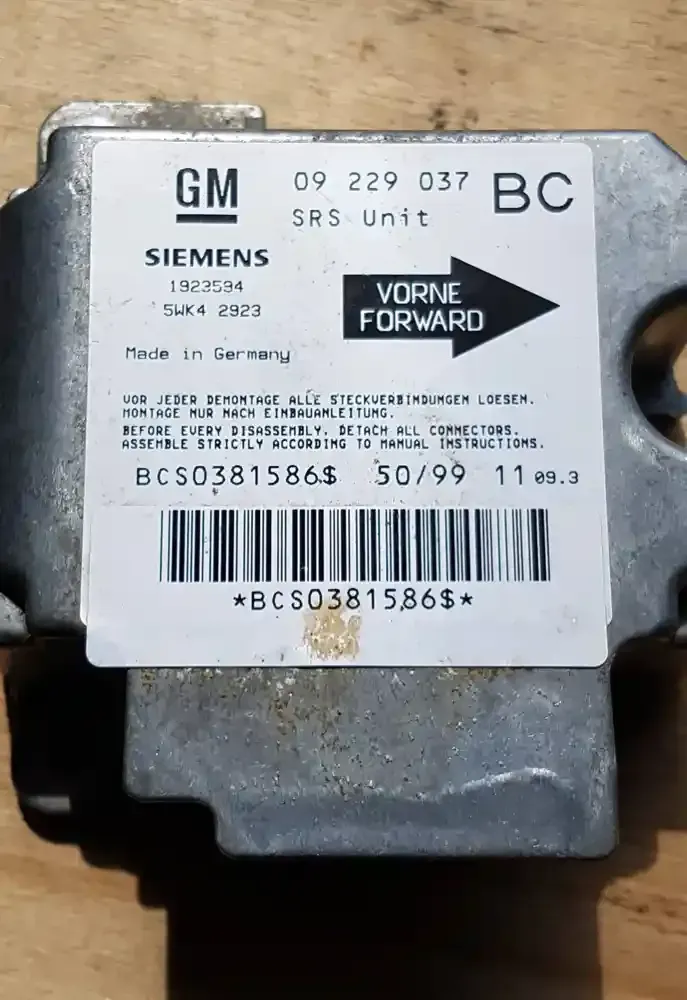 GM 09 229 037 BC
SRS Unit
SIEMENS
1923594
5WK4 2923
VORNE
FORWARD
Made in Germany
VOR JEDER DEMONTAGE ALLE STECKVERBINDUNGEN LOESEN.
MONTAGE NUR NACH EINBAUANLEITUNG.
BEFORE EVERY DISASSEMBLY, DETACH ALL CONNECTORS.
ASSEMBLE STRICTLY ACCORDING TO MANUAL INSTRUCTIONS.
BCS0381586$ 50/99 11 09.3
*BCS0381586$*